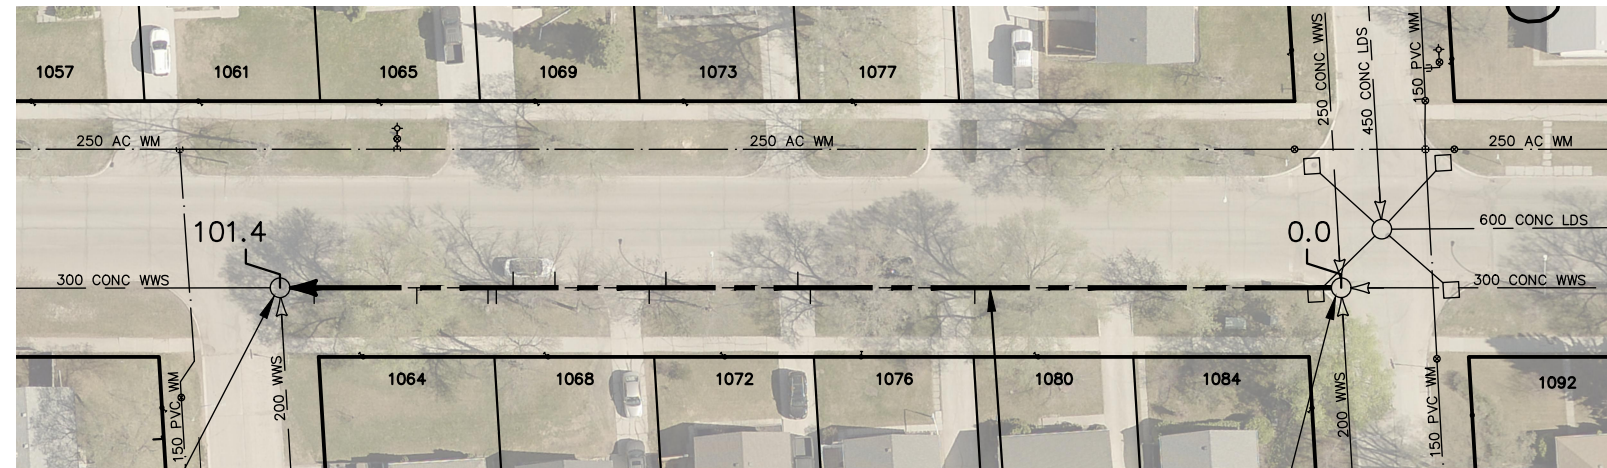 1057
1061
1065
1069
1073
1077
250 CONC WWS
450 CONC LDS
150 PVC WM
250 AC WM
250 AC WM
250 AC WM
101.4
0.0
600 CONC LDS
300 CONC WWS
300 CONC WWS
1064
1068
1072
1076
1080
1084
1092
150 PVC WM
200 WWS
200 WWS
150 PVC WM